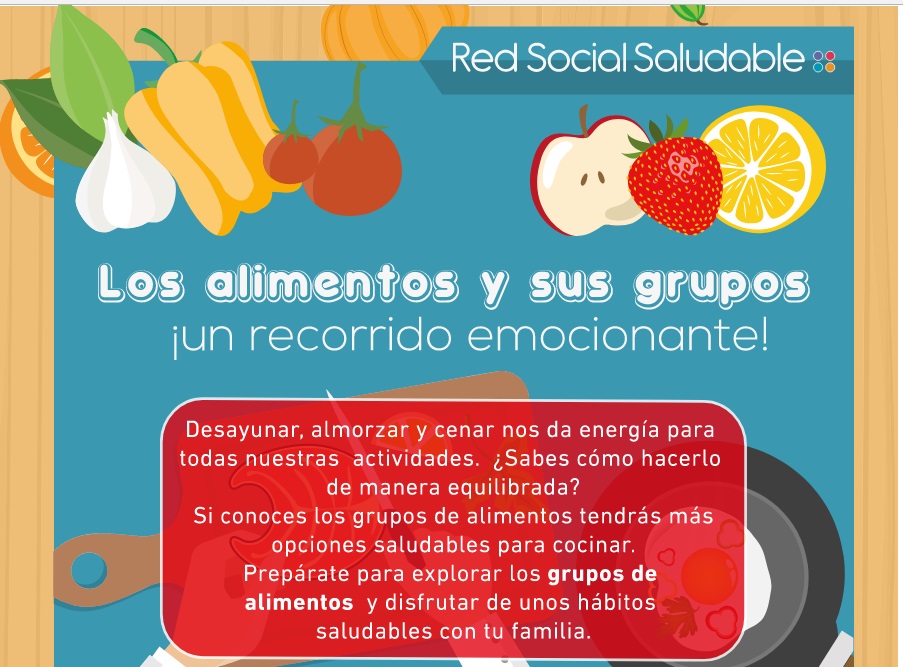 Red Social Saludable
Los alimentos y sus grupos
¡un recorrido emocionante!
Desayunar, almorzar y cenar nos da energía para
todas nuestras actividades. ¿Sabes cómo hacerlo
de manera equilibrada?
Si conoces los grupos de alimentos tendrás más
opciones saludables para cocinar.
Prepárate para explorar los grupos de
alimentos y disfrutar de unos hábitos
saludables con tu familia.